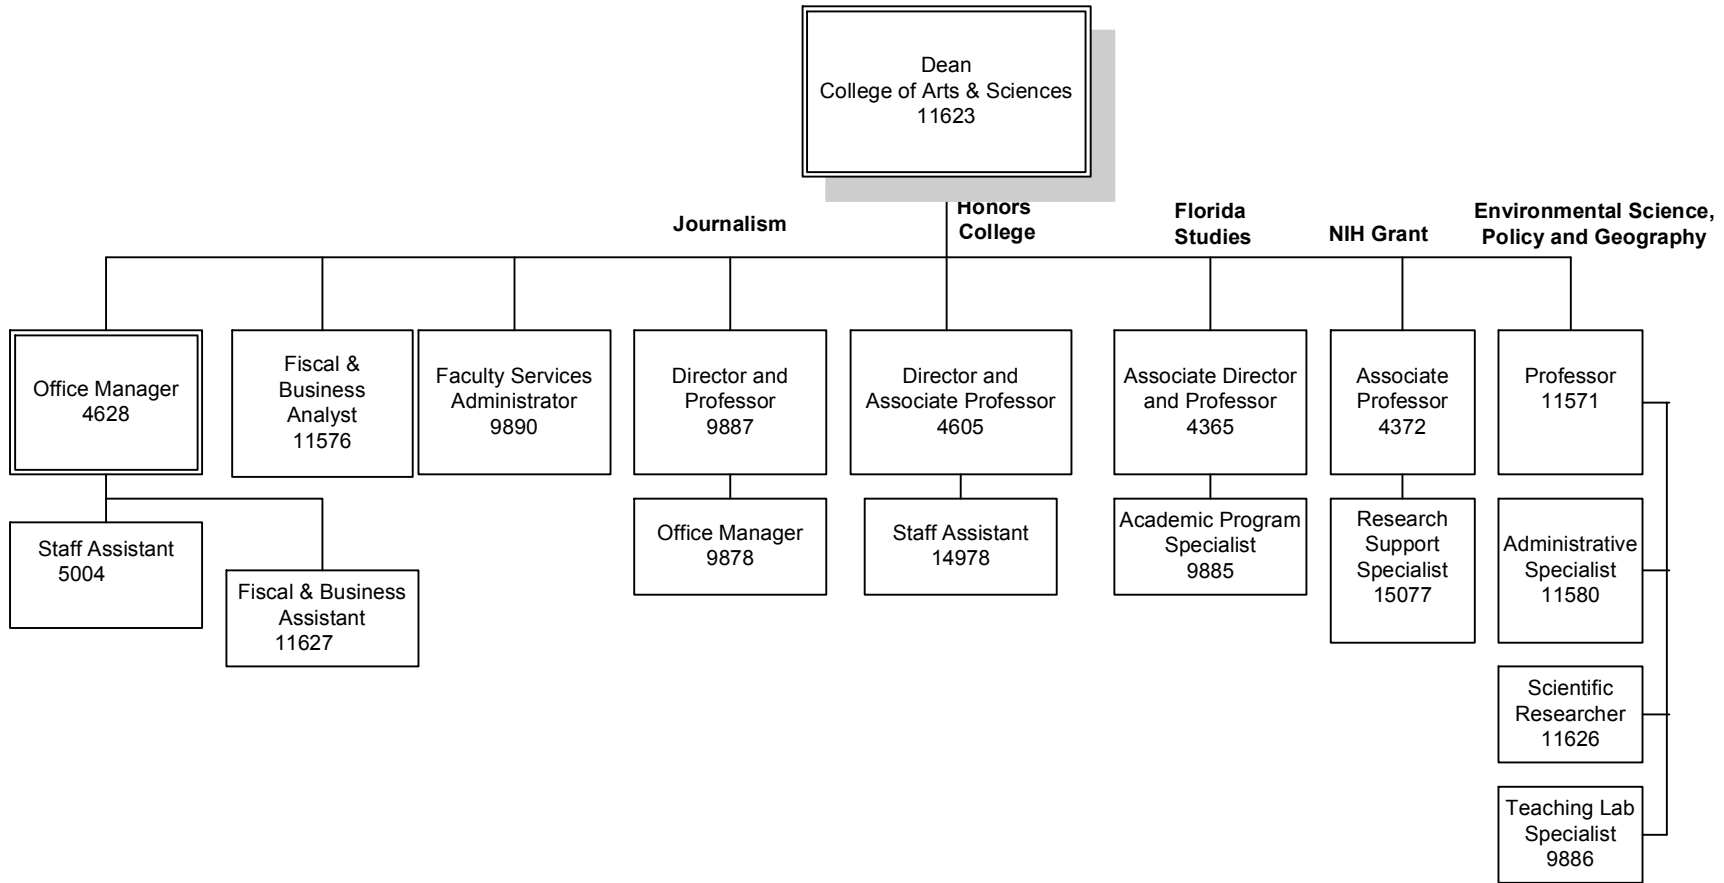 Dean
College of Arts & Sciences
11623
Journalism
Honors
College
Florida
Studies
NIH Grant
Environmental Science,
Policy and Geography
Office Manager
4628
Fiscal &
Business
Analyst
11576
Faculty Services
Administrator
9890
Director and
Professor
9887
Director and
Associate Professor
4605
Associate Director
and Professor
4365
Associate
Professor
4372
Professor
11571
Staff Assistant
5004
Fiscal & Business
Assistant
11627
Office Manager
9878
Staff Assistant
14978
Academic Program
Specialist
9885
Research
Support
Specialist
15077
Administrative
Specialist
11580
Scientific
Researcher
11626
Teaching Lab
Specialist
9886